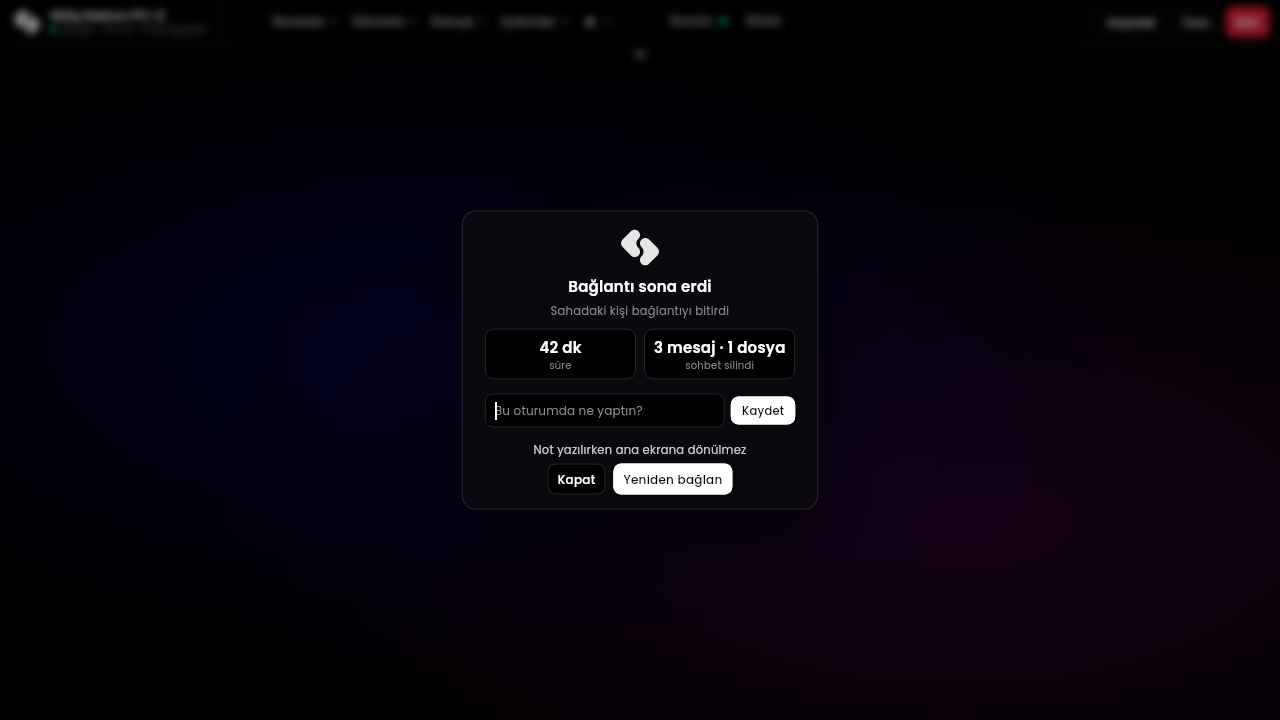 Bağlantı sona erdi
Sahadaki kişi bağlantıyı bitirdi
42 dk
süre
3 mesaj · 1 dosya
sohbet silindi
Bu oturumda ne yaptın?
Kaydet
Not yazılırken ana ekrana dönülmez
Kapat
Yeniden bağlan